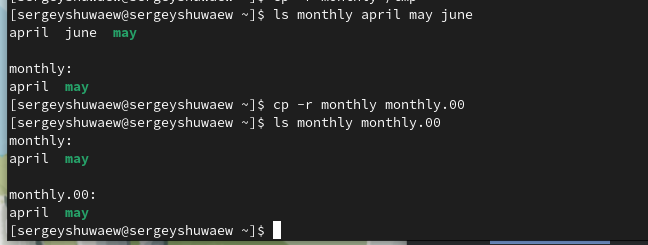 [sergeyshuwaew@sergeyshuwaew ~]$ ls monthly april may june
april  june  may

monthly:
april  may
[sergeyshuwaew@sergeyshuwaew ~]$ cp -r monthly monthly.00
[sergeyshuwaew@sergeyshuwaew ~]$ ls monthly monthly.00
monthly:
april  may

monthly.00:
april  may
[sergeyshuwaew@sergeyshuwaew ~]$